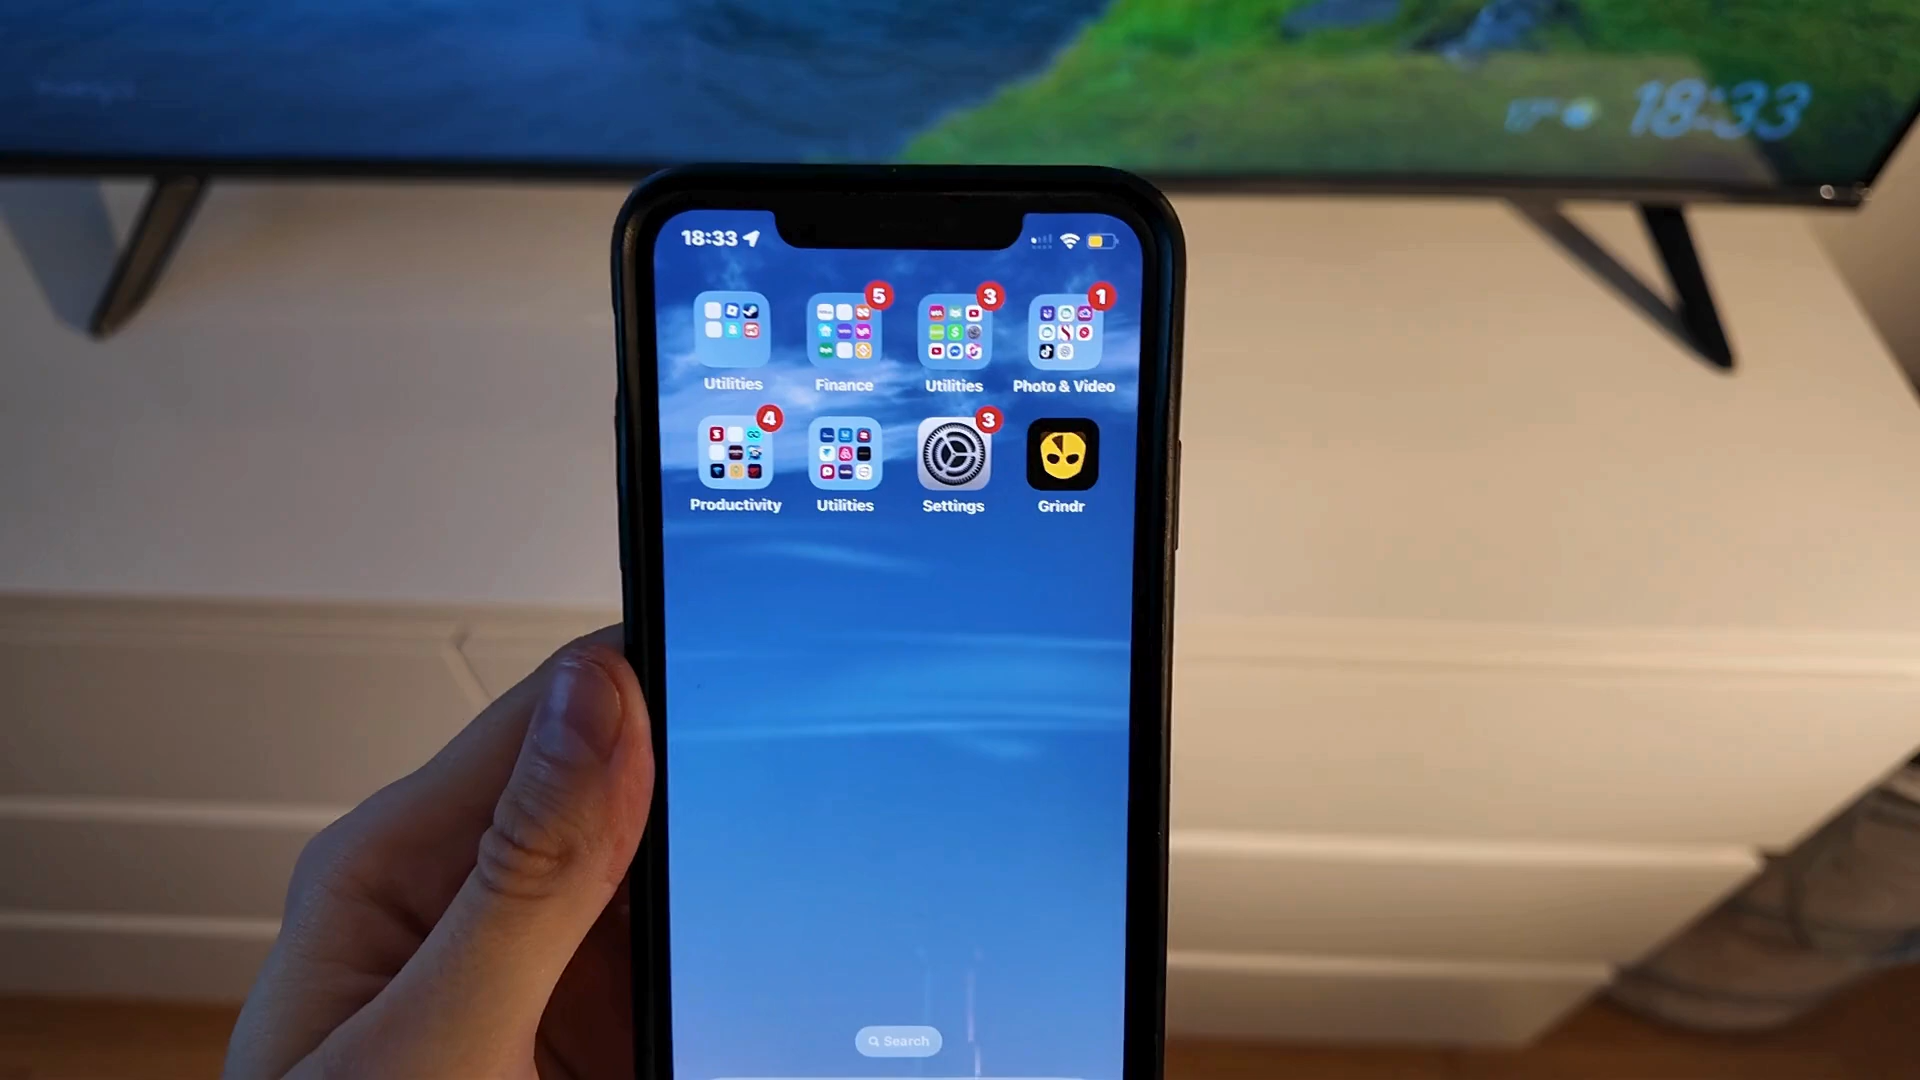 18:33
18:33
5
3
1
Utilities
Finance
Utilities
Photo & Video
4
3
Productivity
Utilities
Settings
Grindr
Search